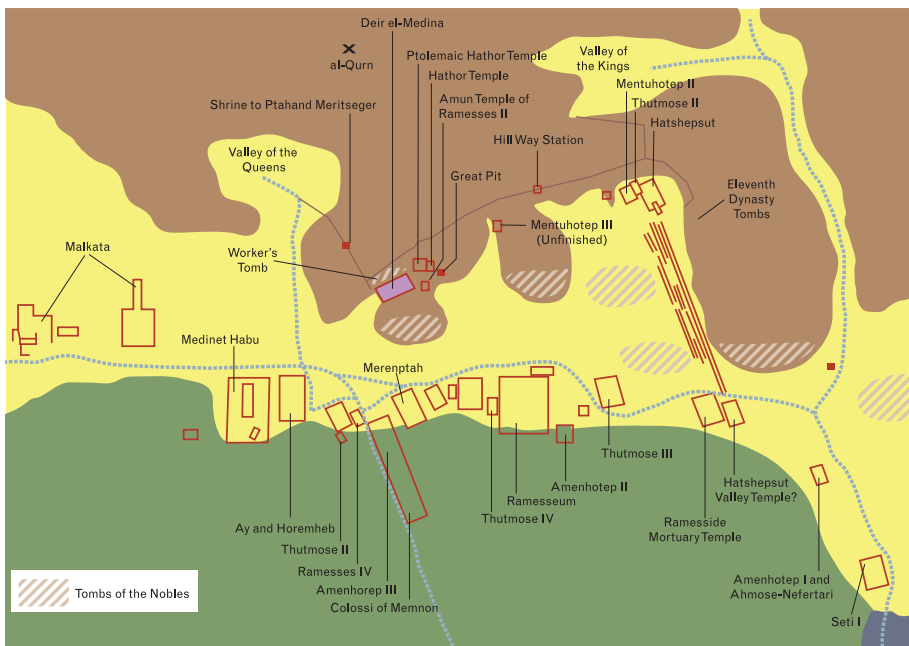 Deir el-Medina
al-Qurn
Ptolemaic Hathor Temple
Hathor Temple
Amun Temple of
Ramesses II
Valley of
the Kings
Mentuhotep II
Thutmose II
Hatshepsut
Shrine to Ptahand Meritseger
Hill Way Station
Valley of the
Queens
Great Pit
Eleventh
Dynasty
Tombs
Mentuhotep III
(Unfinished)
Malkata
Worker's
Tomb
Medinet Habu
Merenptah
Thutmose III
Amenhotep II
Ramesseum
Thutmose IV
Hatshepsut
Valley Temple?
Ramesside
Mortuary Temple
Ay and Horemheb
Thutmose II
Ramesses IV
Amenhorep III
Colossi of Memnon
Amenhotep I and
Ahmose-Nefertari
Seti I
Tombs of the Nobles